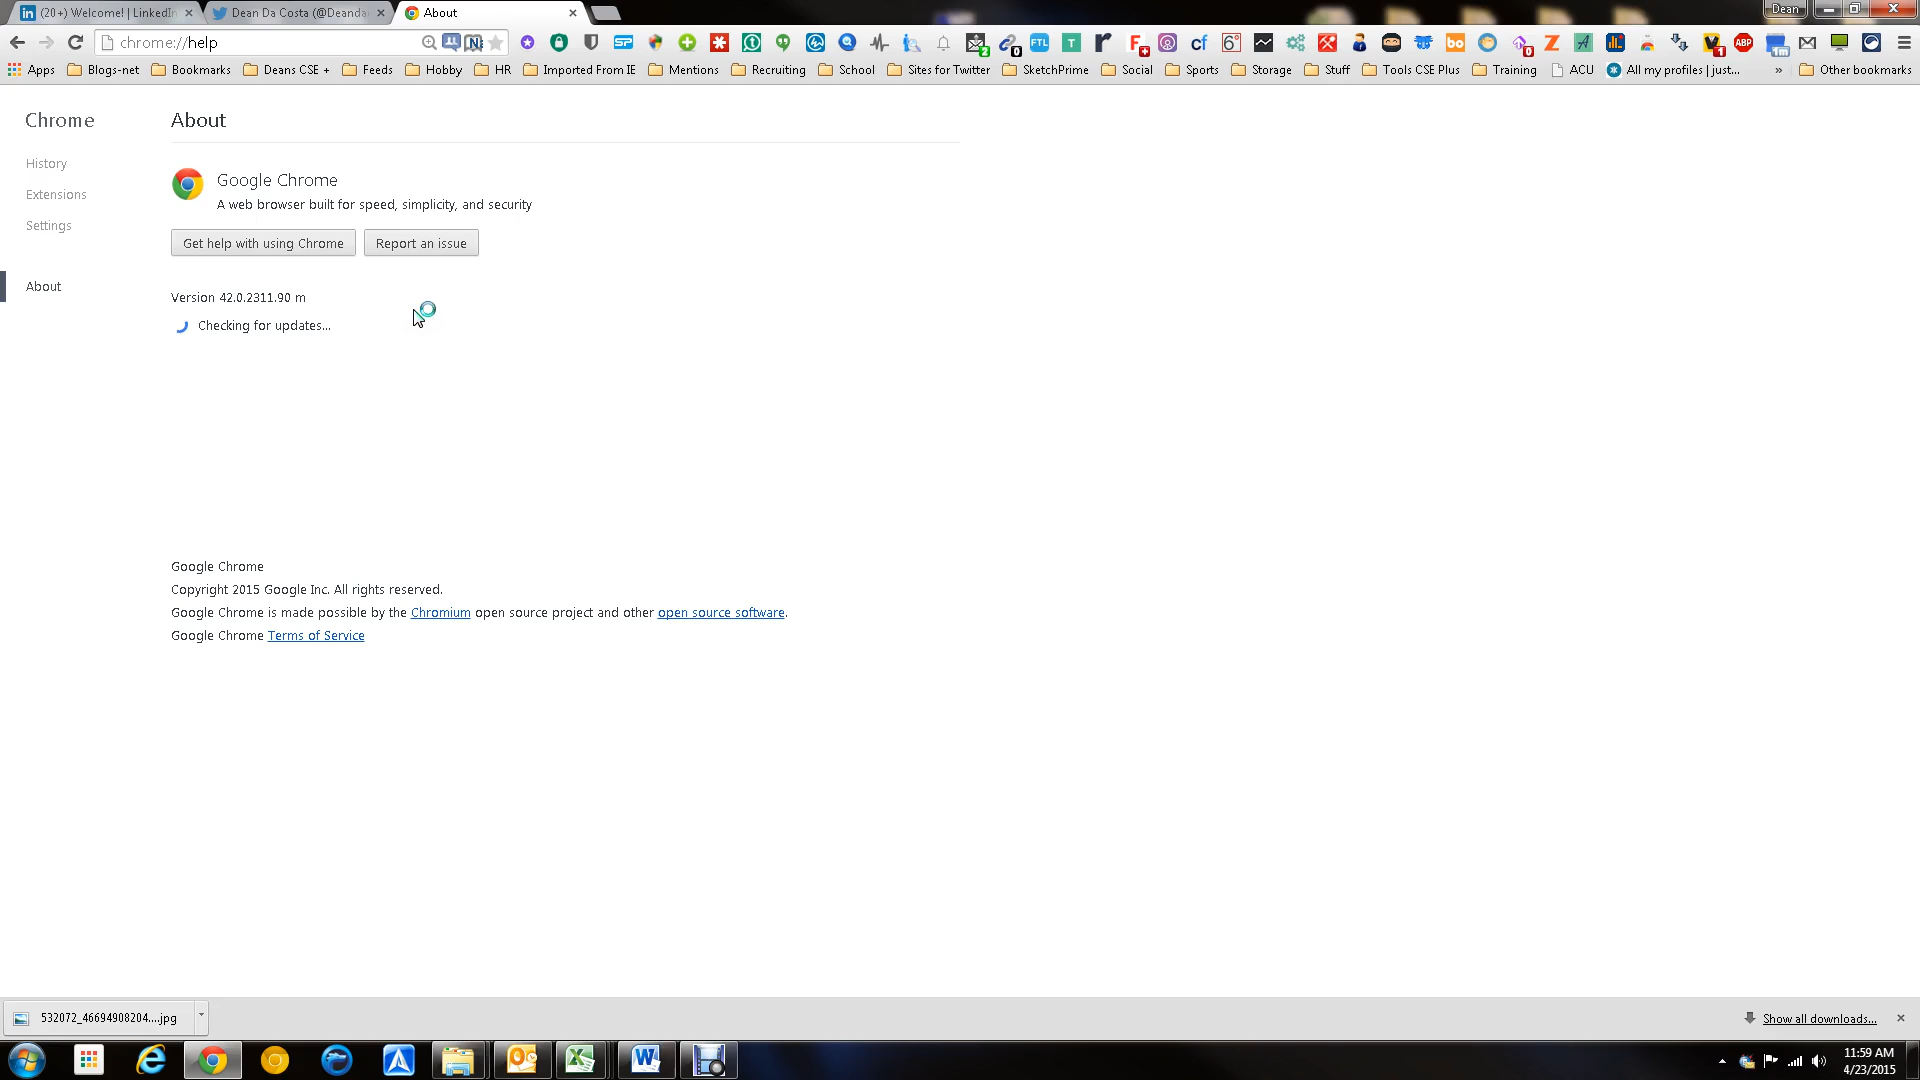 (20+) Welcome! | LinkedIn
Dean Da Costa (@Deanda
About
Dean
chrome://help
Apps
Blogs-net
Bookmarks
Deans CSE +
Feeds
Hobby
HR
Imported From IE
Mentions
Recruiting
School
Sites for Twitter
SketchPrime
Social
Sports
Storage
Stuff
Tools CSE Plus
Training
ACU
All my profiles | just...
»
Other bookmarks
Chrome
History
Extensions
Settings
About
About
Google Chrome
A web browser built for speed, simplicity, and security
Get help with using Chrome
Report an issue
Version 42.0.2311.90 m
Checking for updates...
Google Chrome
Copyright 2015 Google Inc. All rights reserved.
Google Chrome is made possible by the Chromium open source project and other open source software.
Google Chrome Terms of Service
532072_46694908204....jpg
Show all downloads...
11:59 AM
4/23/2015